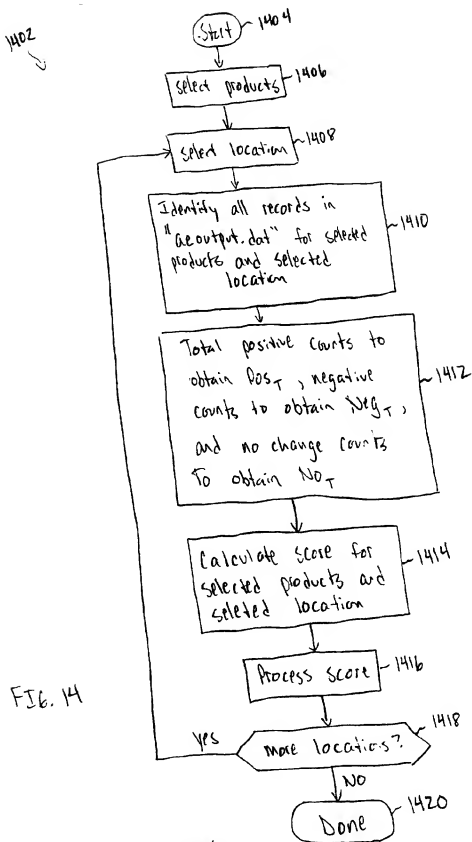 1402
Start
1404
select products
1406
select location
1408
Identify all records in
"aeoutput.dat" for selected
products and selected
location
1410
Total positive counts to
obtain PosT, negative
counts to obtain NegT,
and no change counts
To obtain NOT
1412
Calculate score for
selected products and
seleted location
1414
Process score
1416
more locations?
1418
yes
NO
Done
1420
FIG. 14